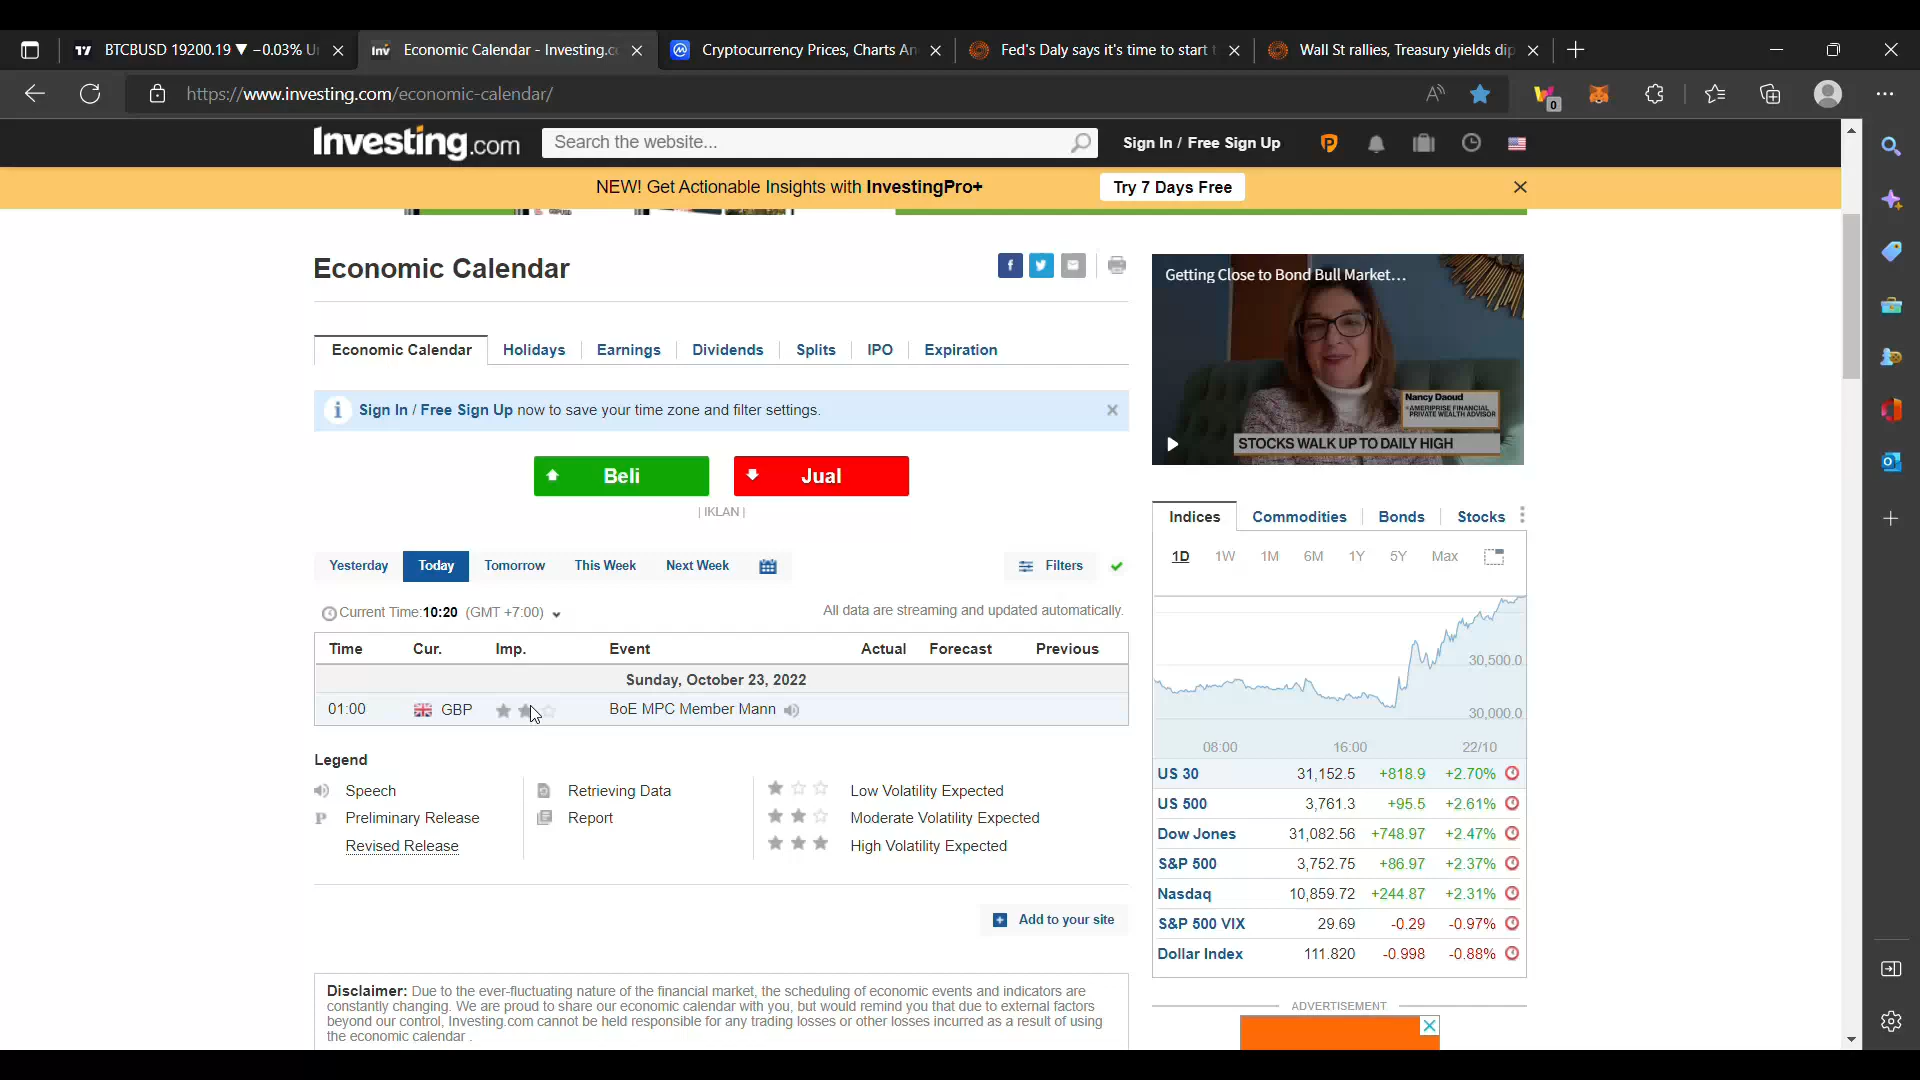 BTCBUSD 19200.19 ▼ −0.03% U
Economic Calendar - Investing.c
Cryptocurrency Prices, Charts An
Fed's Daly says it's time to start
Wall St rallies, Treasury yields dip
https://www.investing.com/economic-calendar/
0
Investing.com
Search the website...
Sign In / Free Sign Up
NEW! Get Actionable Insights with InvestingPro+
Try 7 Days Free
Economic Calendar
Economic Calendar Holidays Earnings Dividends Splits IPO Expiration
Sign In / Free Sign Up now to save your time zone and filter settings.
Beli
Jual
| IKLAN |
Yesterday Today Tomorrow This Week Next Week
Filters
Current Time:10:20 (GMT +7:00)
All data are streaming and updated automatically.
Time Cur. Imp. Event Actual Forecast Previous
Sunday, October 23, 2022
01:00 GBP BoE MPC Member Mann
Legend
Speech
Preliminary Release
Revised Release
Retrieving Data
Report
Low Volatility Expected
Moderate Volatility Expected
High Volatility Expected
Add to your site
Disclaimer: Due to the ever-fluctuating nature of the financial market, the scheduling of economic events and indicators are
constantly changing. We are proud to share our economic calendar with you, but would remind you that due to external factors
beyond our control, Investing.com cannot be held responsible for any trading losses or other losses incurred as a result of using
the economic calendar .
Getting Close to Bond Bull Market...
Nancy Daoud
AMERIPRISE FINANCIAL
PRIVATE WEALTH ADVISOR
STOCKS WALK UP TO DAILY HIGH
Indices Commodities Bonds Stocks
1D 1W 1M 6M 1Y 5Y Max
30,500.0
30,000.0
08:00 16:00 22/10
US 30 31,152.5 +818.9 +2.70%
US 500 3,761.3 +95.5 +2.61%
Dow Jones 31,082.56 +748.97 +2.47%
S&P 500 3,752.75 +86.97 +2.37%
Nasdaq 10,859.72 +244.87 +2.31%
S&P 500 VIX 29.69 -0.29 -0.97%
Dollar Index 111.820 -0.998 -0.88%
ADVERTISEMENT